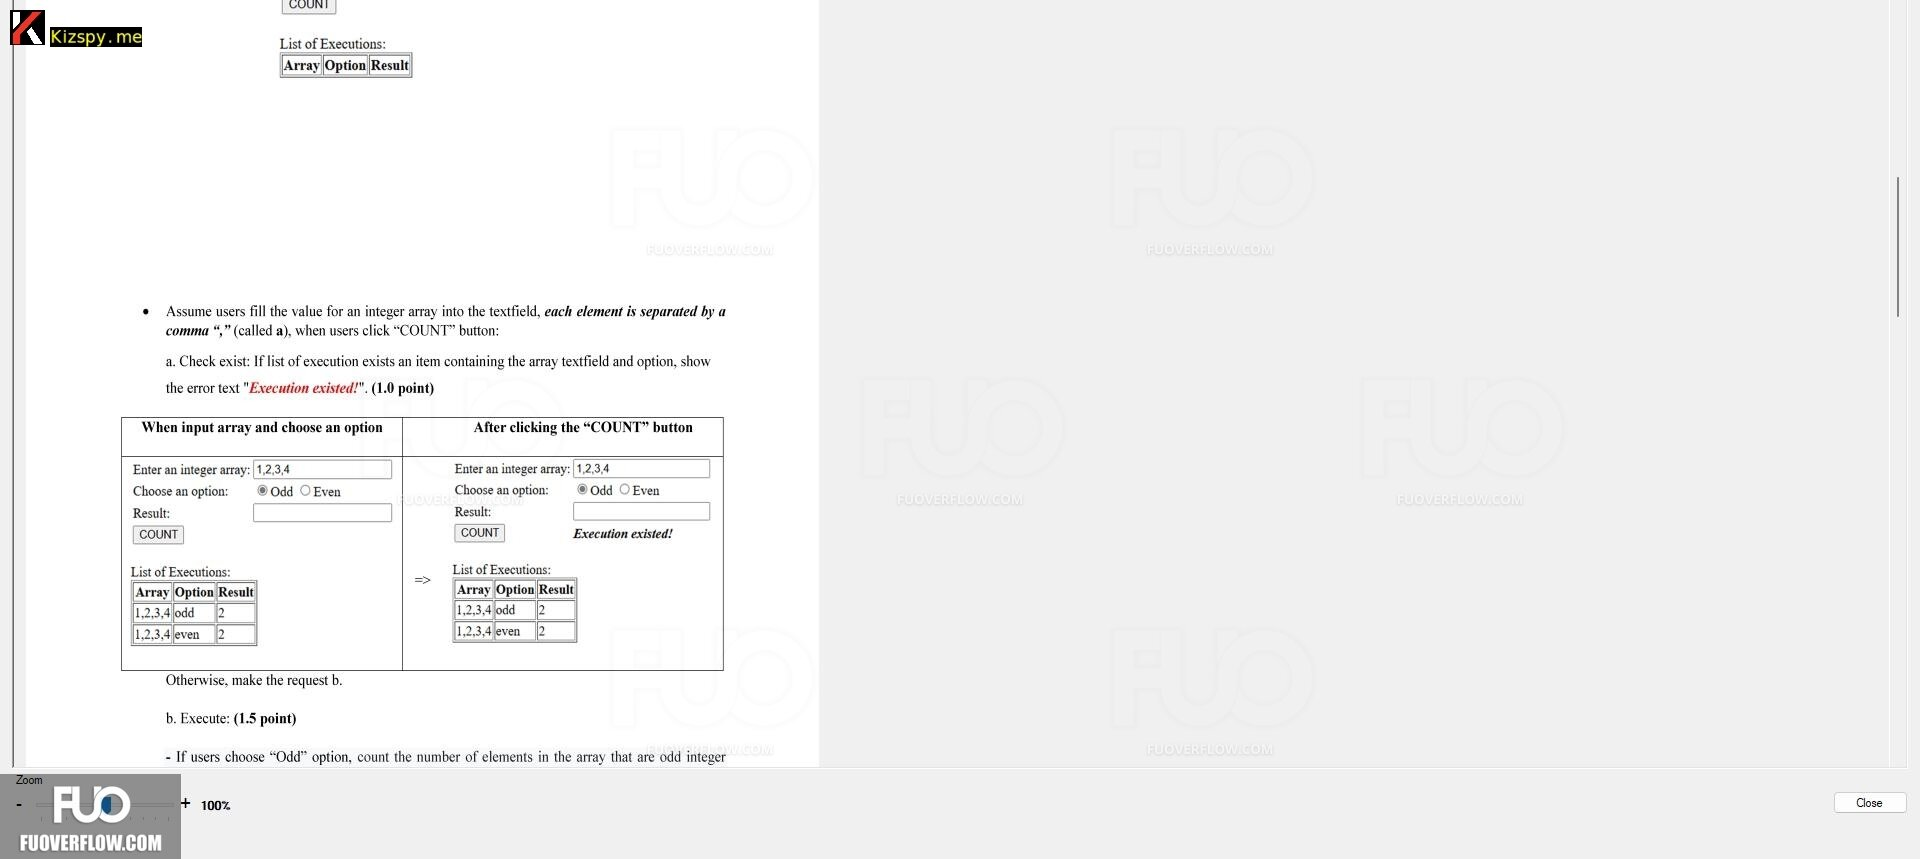 COUNT
Kizspy.me
List of Executions:
Array Option Result
FUOVERFLOW.COM FUOVERFLOW.COM
• Assume users fill the value for an integer array into the textfield, each element is separated by a
comma “,” (called a), when users click “COUNT” button:
a. Check exist: If list of execution exists an item containing the array textfield and option, show
the error text "Execution existed!". (1.0 point)
When input array and choose an option
Enter an integer array: 1,2,3,4
Choose an option: Odd Even
Result:
COUNT
List of Executions:
Array Option Result
1,2,3,4 odd 2
1,2,3,4 even 2
=>
After clicking the “COUNT” button
Enter an integer array: 1,2,3,4
Choose an option: Odd Even
Result:
COUNT Execution existed!
List of Executions:
Array Option Result
1,2,3,4 odd 2
1,2,3,4 even 2
FUOVERFLOW.COM FUOVERFLOW.COM FUOVERFLOW.COM
Otherwise, make the request b.
b. Execute: (1.5 point)
- If users choose “Odd” option, count the number of elements in the array that are odd integer
FUOVERFLOW.COM FUOVERFLOW.COM
Zoom
- + 100%
Close
FUO
FUOVERFLOW.COM